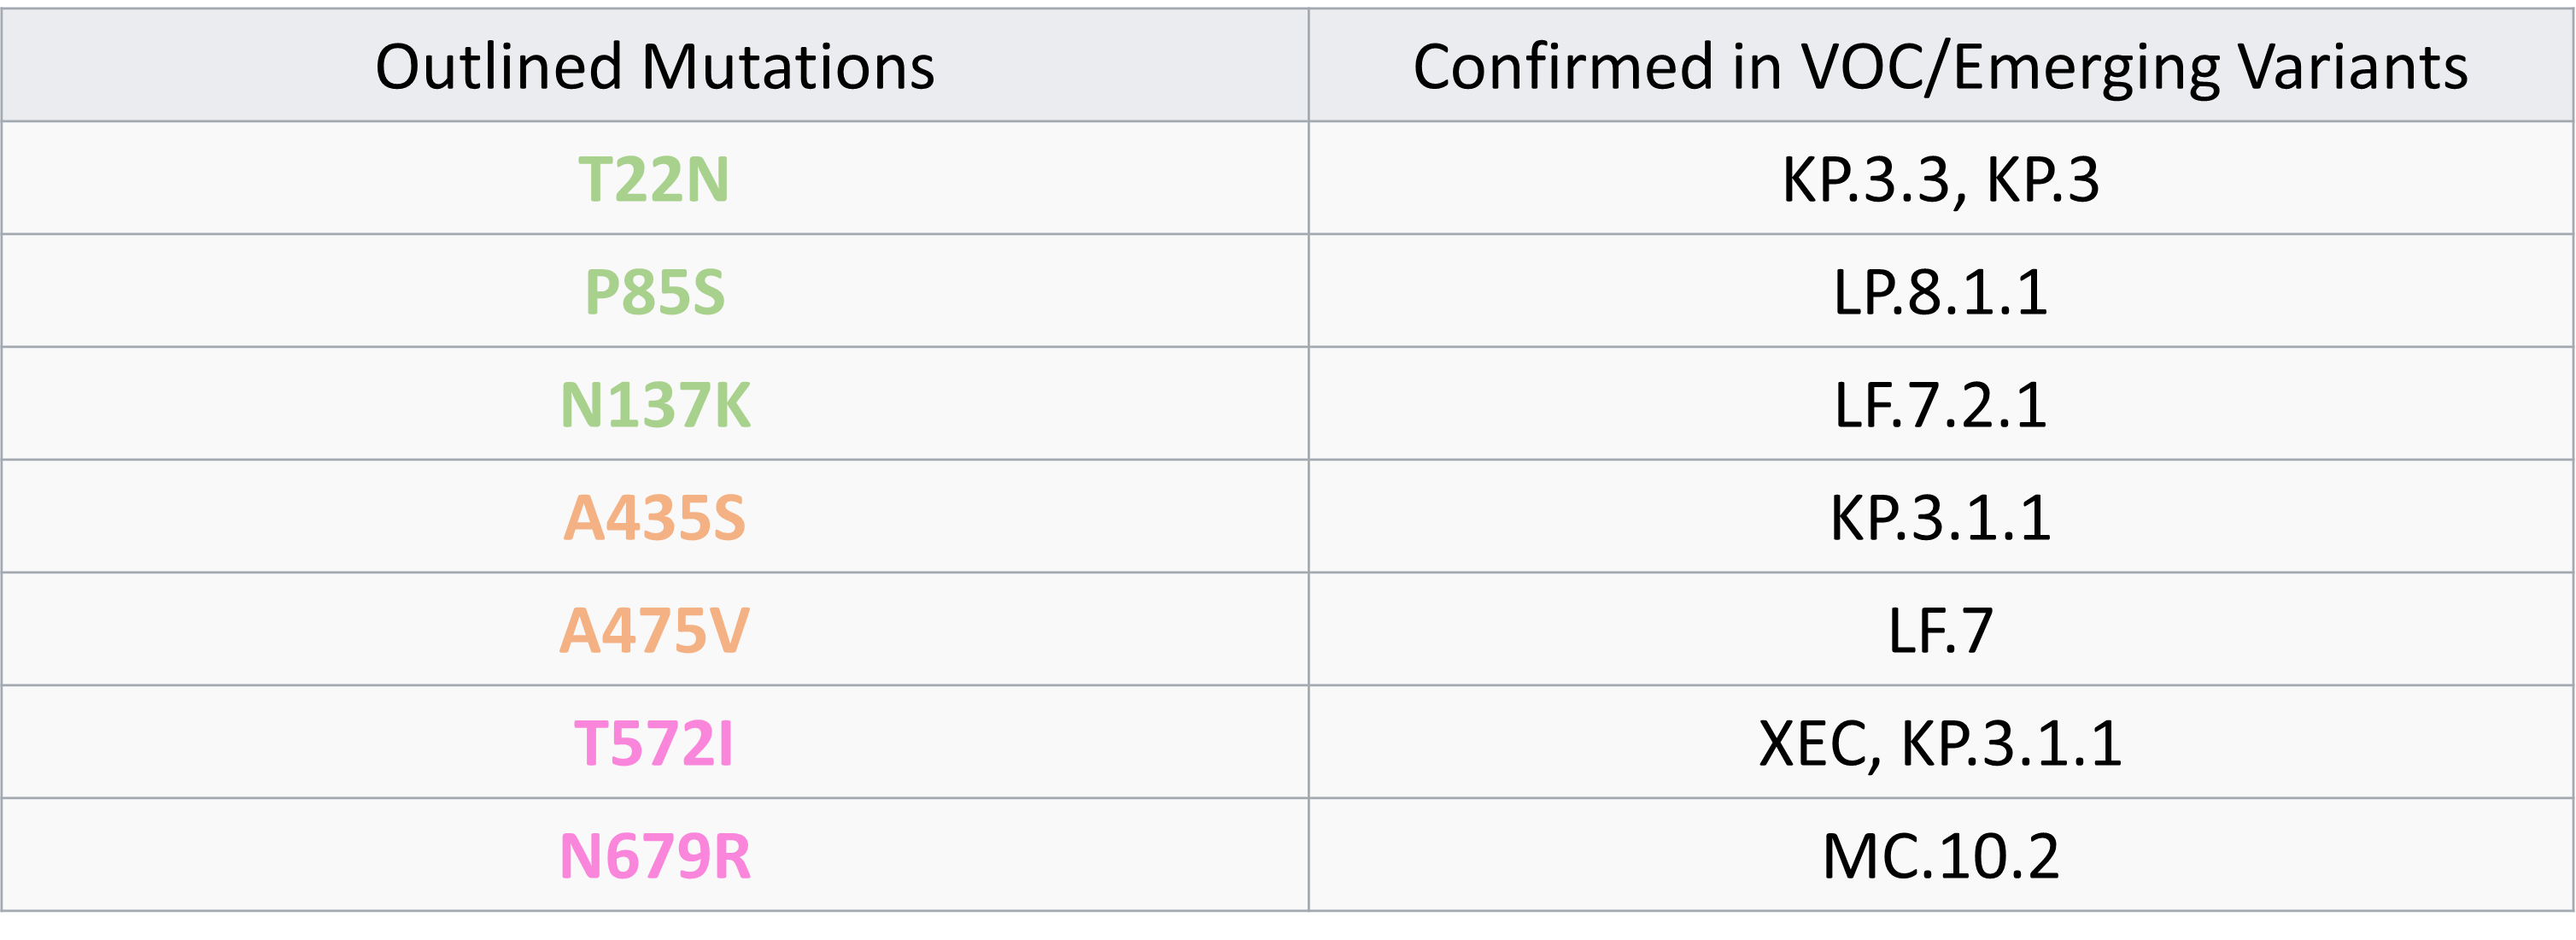 Outlined Mutations Confirmed in VOC/Emerging Variants
T22N KP.3.3, KP.3
P85S LP.8.1.1
N137K LF.7.2.1
A435S KP.3.1.1
A475V LF.7
T572I XEC, KP.3.1.1
N679R MC.10.2